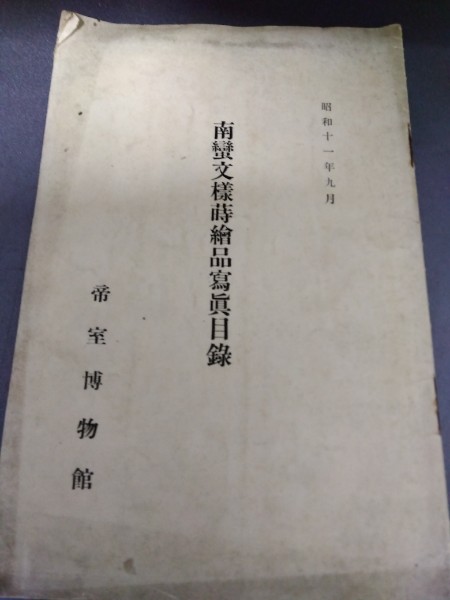 昭和十一年九月
南蠻文樣蒔繪品寫眞目錄
帝室博物館